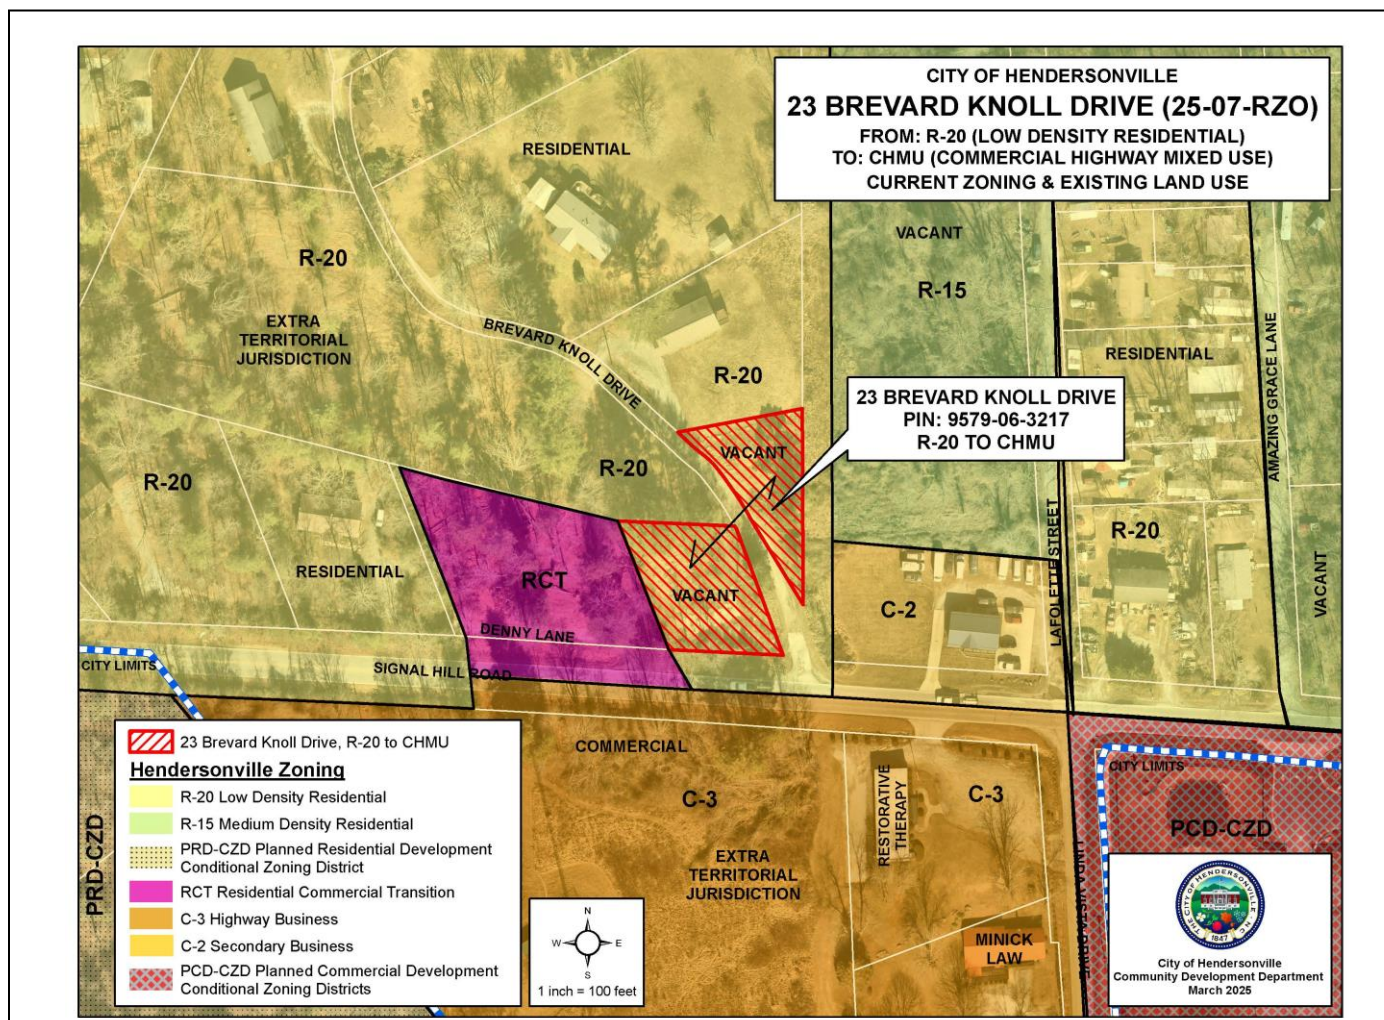 CITY OF HENDERSONVILLE
23 BREVARD KNOLL DRIVE (25-07-RZO)
FROM: R-20 (LOW DENSITY RESIDENTIAL)
TO: CHMU (COMMERCIAL HIGHWAY MIXED USE)
CURRENT ZONING & EXISTING LAND USE
RESIDENTIAL
VACANT
R-20
R-15
EXTRA
TERRITORIAL
JURISDICTION
BREVARD KNOLL DRIVE
RESIDENTIAL
AMAZING GRACE LANE
R-20
23 BREVARD KNOLL DRIVE
PIN: 9579-06-3217
R-20 TO CHMU
VACANT
R-20
R-20
LAFOLETTE STREET
R-20
VACANT
RESIDENTIAL
RCT
VACANT
C-2
DENNY LANE
CITY LIMITS
SIGNAL HILL ROAD
COMMERCIAL
RESTORATIVE
THERAPY
C-3
C-3
CITY LIMITS
PCD-CZD
EXTRA
TERRITORIAL
JURISDICTION
LINDA VISTA DRIVE
MINICK
LAW
PRD-CZD
23 Brevard Knoll Drive, R-20 to CHMU
Hendersonville Zoning
R-20 Low Density Residential
R-15 Medium Density Residential
PRD-CZD Planned Residential Development
Conditional Zoning District
RCT Residential Commercial Transition
C-3 Highway Business
C-2 Secondary Business
PCD-CZD Planned Commercial Development
Conditional Zoning Districts
N
W
E
S
1 inch = 100 feet
THE CITY OF HENDERSONVILLE N.C.
1847
City of Hendersonville
Community Development Department
March 2025